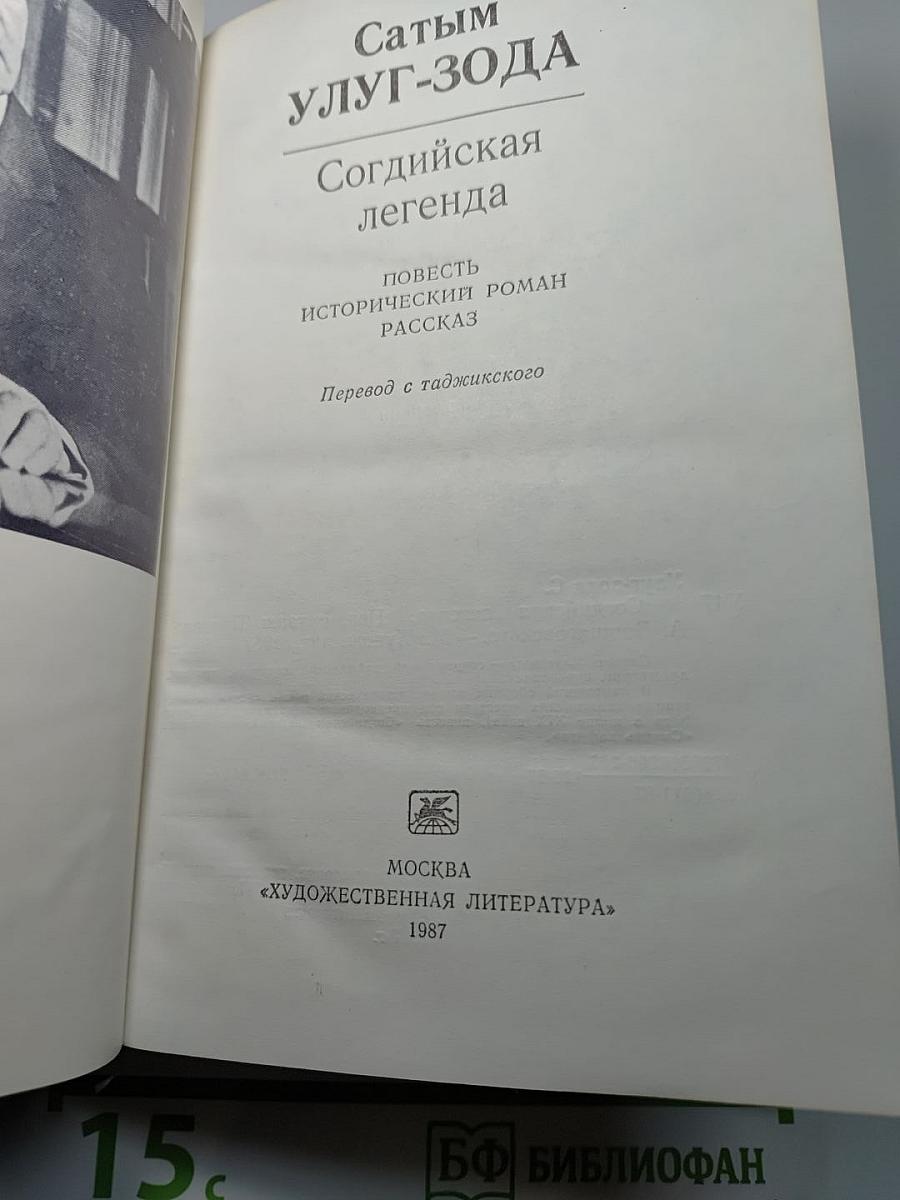 Сатым
УЛУГ-ЗОДА
Согдийская
легенда
ПОВЕСТЬ
ИСТОРИЧЕСКИЙ РОМАН
РАССКАЗ
Перевод с таджикского
МОСКВА
«ХУДОЖЕСТВЕННАЯ ЛИТЕРАТУРА»
1987
15 с
БФ БИБЛИОФАН